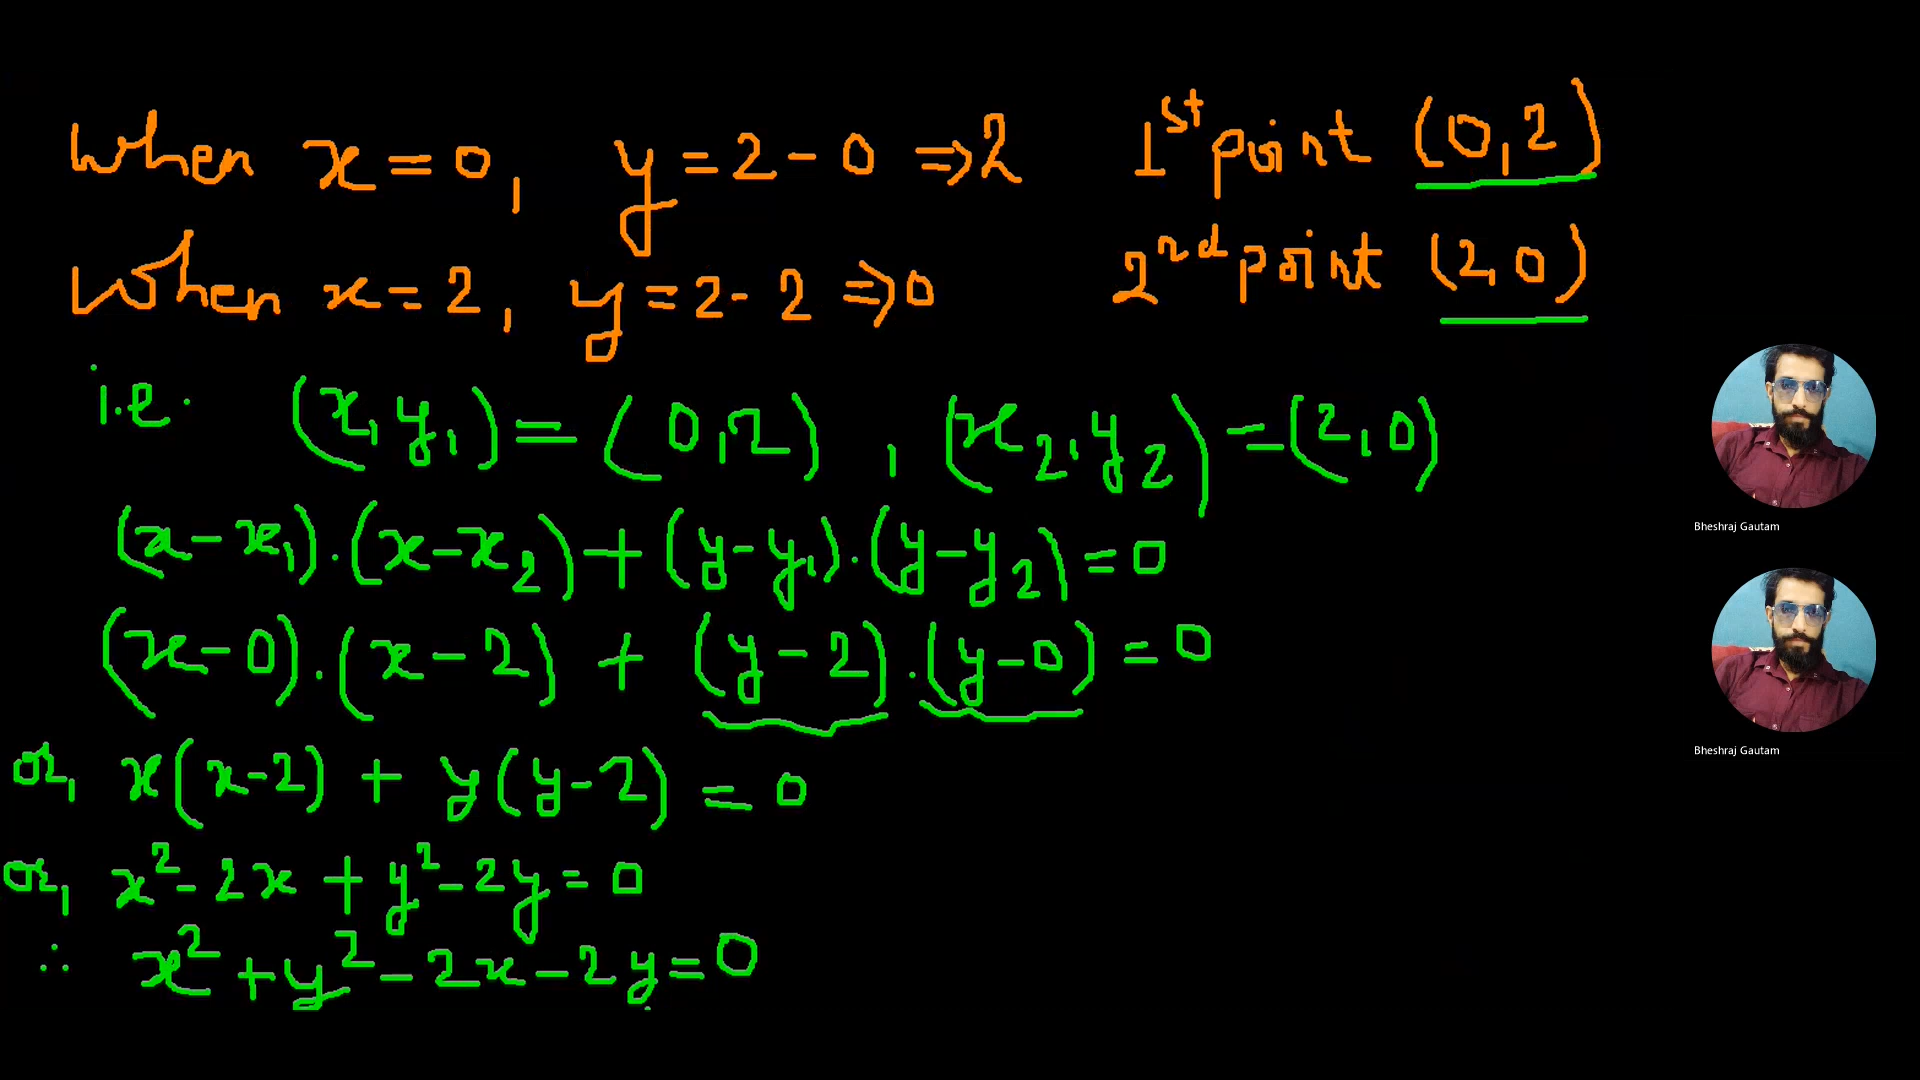 When x = 0, y = 2 - 0 ⇒ 2 1st point (0, 2)
When x = 2, y = 2 - 2 ⇒ 0 2nd point (2, 0)
i.e. (x₁ y₁) = (0, 2) , (x₂, y₂) = (2, 0)
(x - x₁) . (x - x₂) + (y - y₁) . (y - y₂) = 0
(x - 0) . (x - 2) + (y - 2) . (y - 0) = 0
or, x (x - 2) + y (y - 2) = 0
or, x² - 2x + y² - 2y = 0
∴ x² + y² - 2x - 2y = 0
Bheshraj Gautam
Bheshraj Gautam